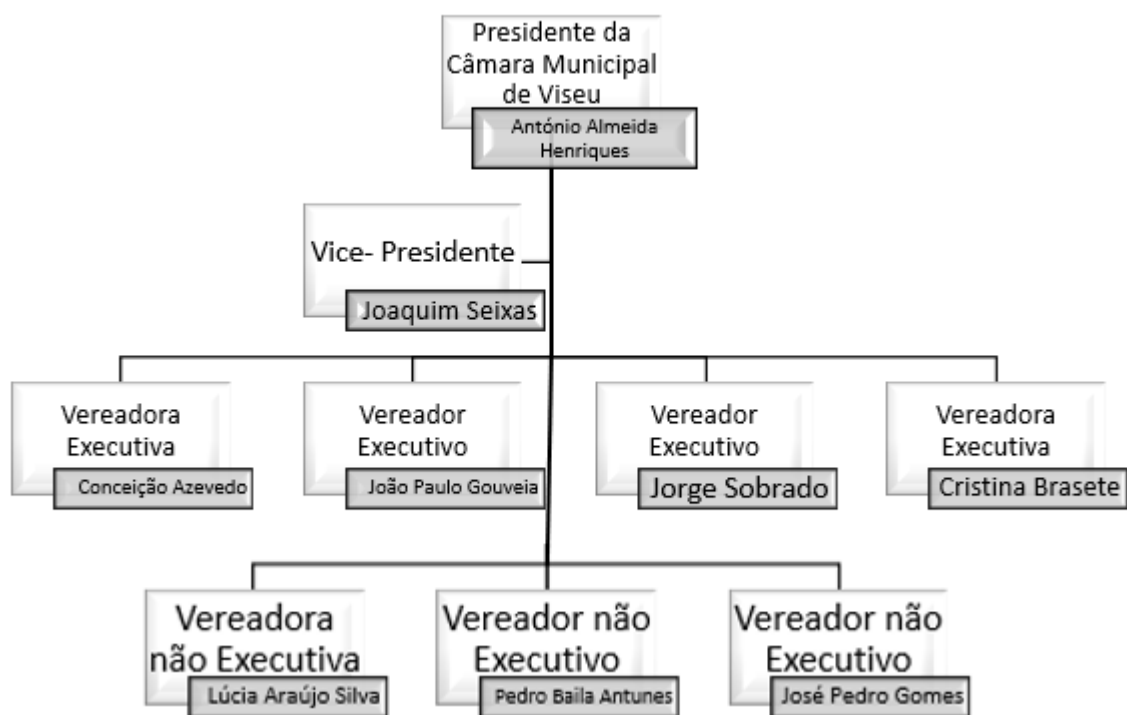 Presidente da
Câmara Municipal
de Viseu
António Almeida
Henriques
Vice- Presidente
Joaquim Seixas
Vereadora
Executiva
Conceição Azevedo
Vereador
Executivo
João Paulo Gouveia
Vereador
Executivo
Jorge Sobrado
Vereadora
Executiva
Cristina Brasete
Vereadora
não Executiva
Lúcia Araújo Silva
Vereador não
Executivo
Pedro Baila Antunes
Vereador não
Executivo
José Pedro Gomes